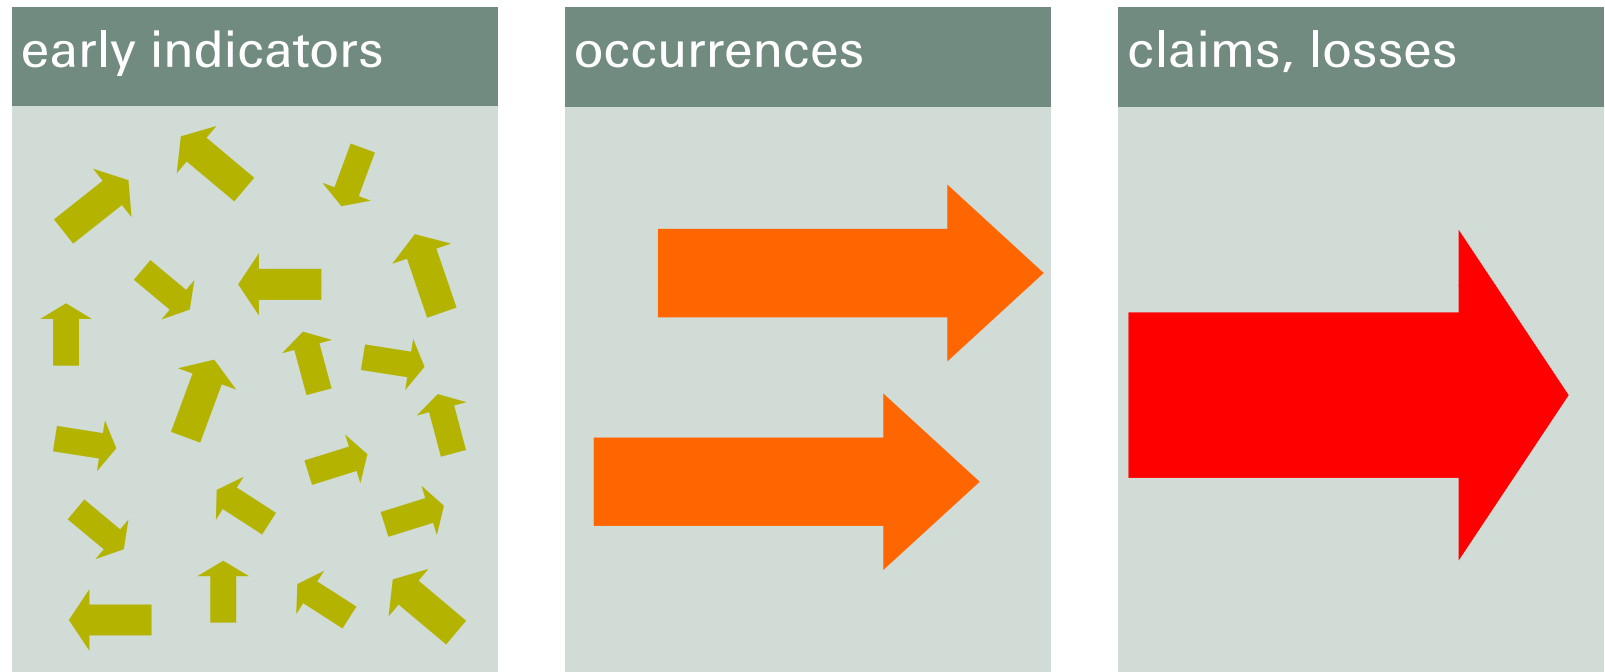 early indicators
occurrences
claims, losses